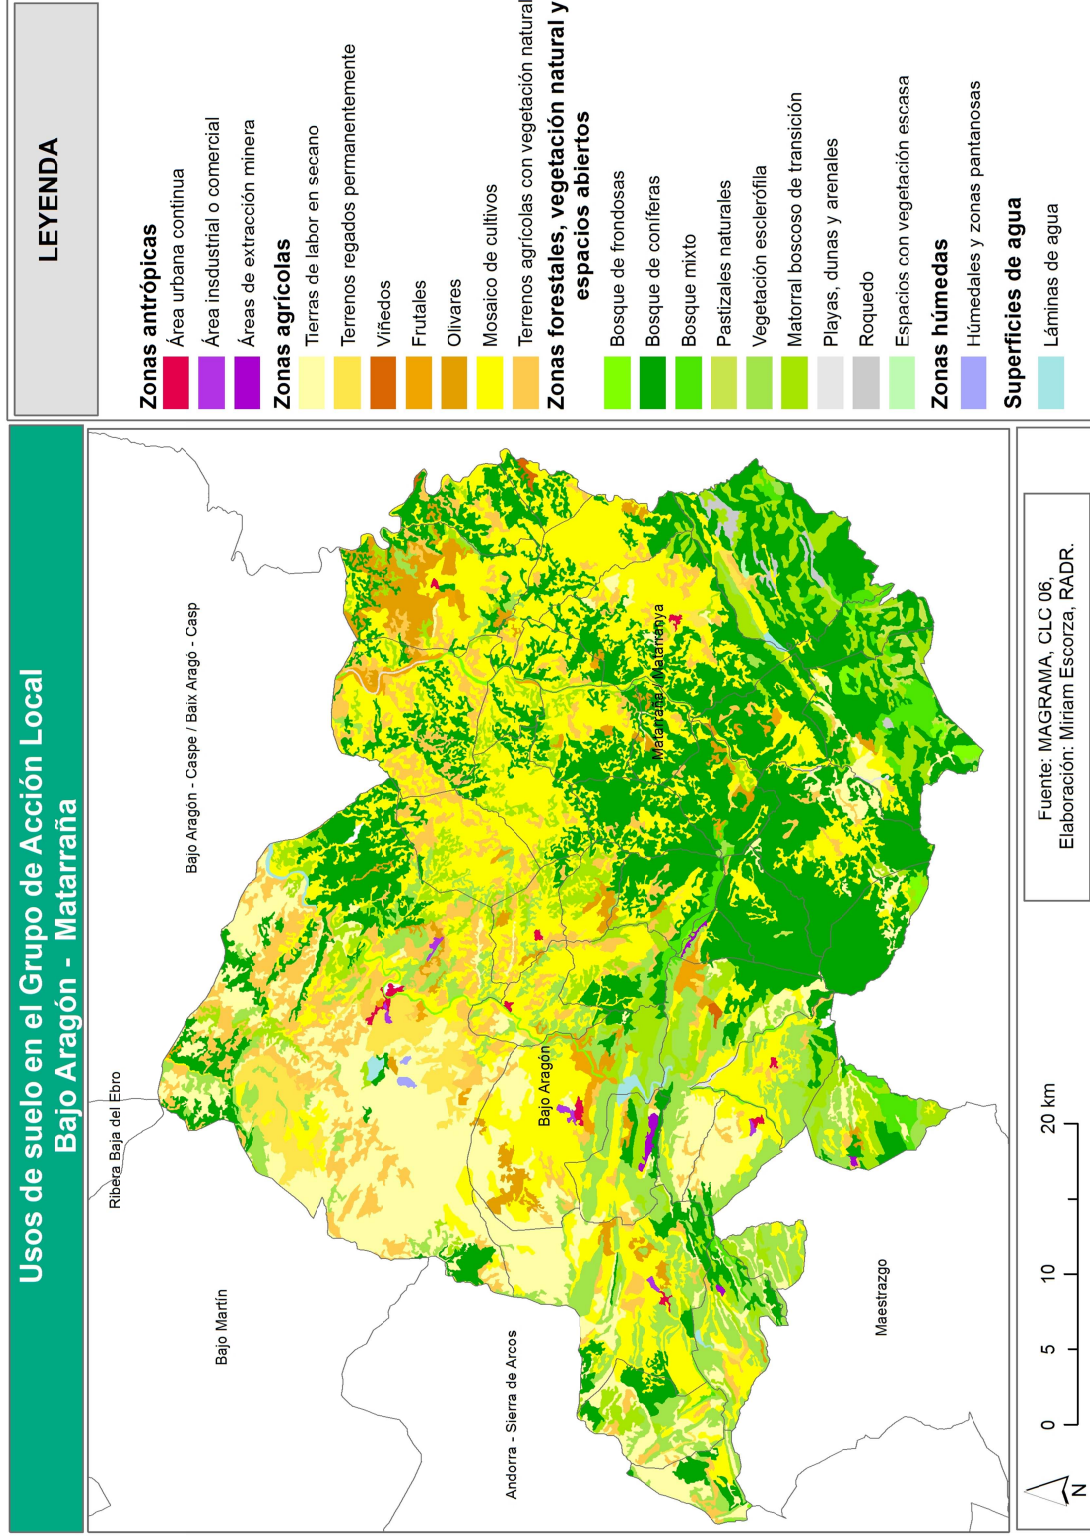 Usos de suelo en el Grupo de Acción Local
Bajo Aragón - Matarraña
Ribera Baja del Ebro
Bajo Martín
Bajo Aragón - Caspe / Baix Aragó - Casp
Andorra - Sierra de Arcos
Bajo Aragón
Matarraña / Matarranya
Maestrazgo
LEYENDA
Zonas antrópicas
Área urbana continua
Área insdustrial o comercial
Áreas de extracción minera
Zonas agrícolas
Tierras de labor en secano
Terrenos regados permanentemente
Viñedos
Frutales
Olivares
Mosaico de cultivos
Terrenos agrícolas con vegetación natural
Zonas forestales, vegetación natural y
espacios abiertos
Bosque de frondosas
Bosque de coníferas
Bosque mixto
Pastizales naturales
Vegetación esclerófila
Matorral boscoso de transición
Playas, dunas y arenales
Roquedo
Espacios con vegetación escasa
Zonas húmedas
Húmedales y zonas pantanosas
Superficies de agua
Láminas de agua
N
0 5 10 20 km
Fuente: MAGRAMA, CLC 06,
Elaboración: Miriam Escorza, RADR.